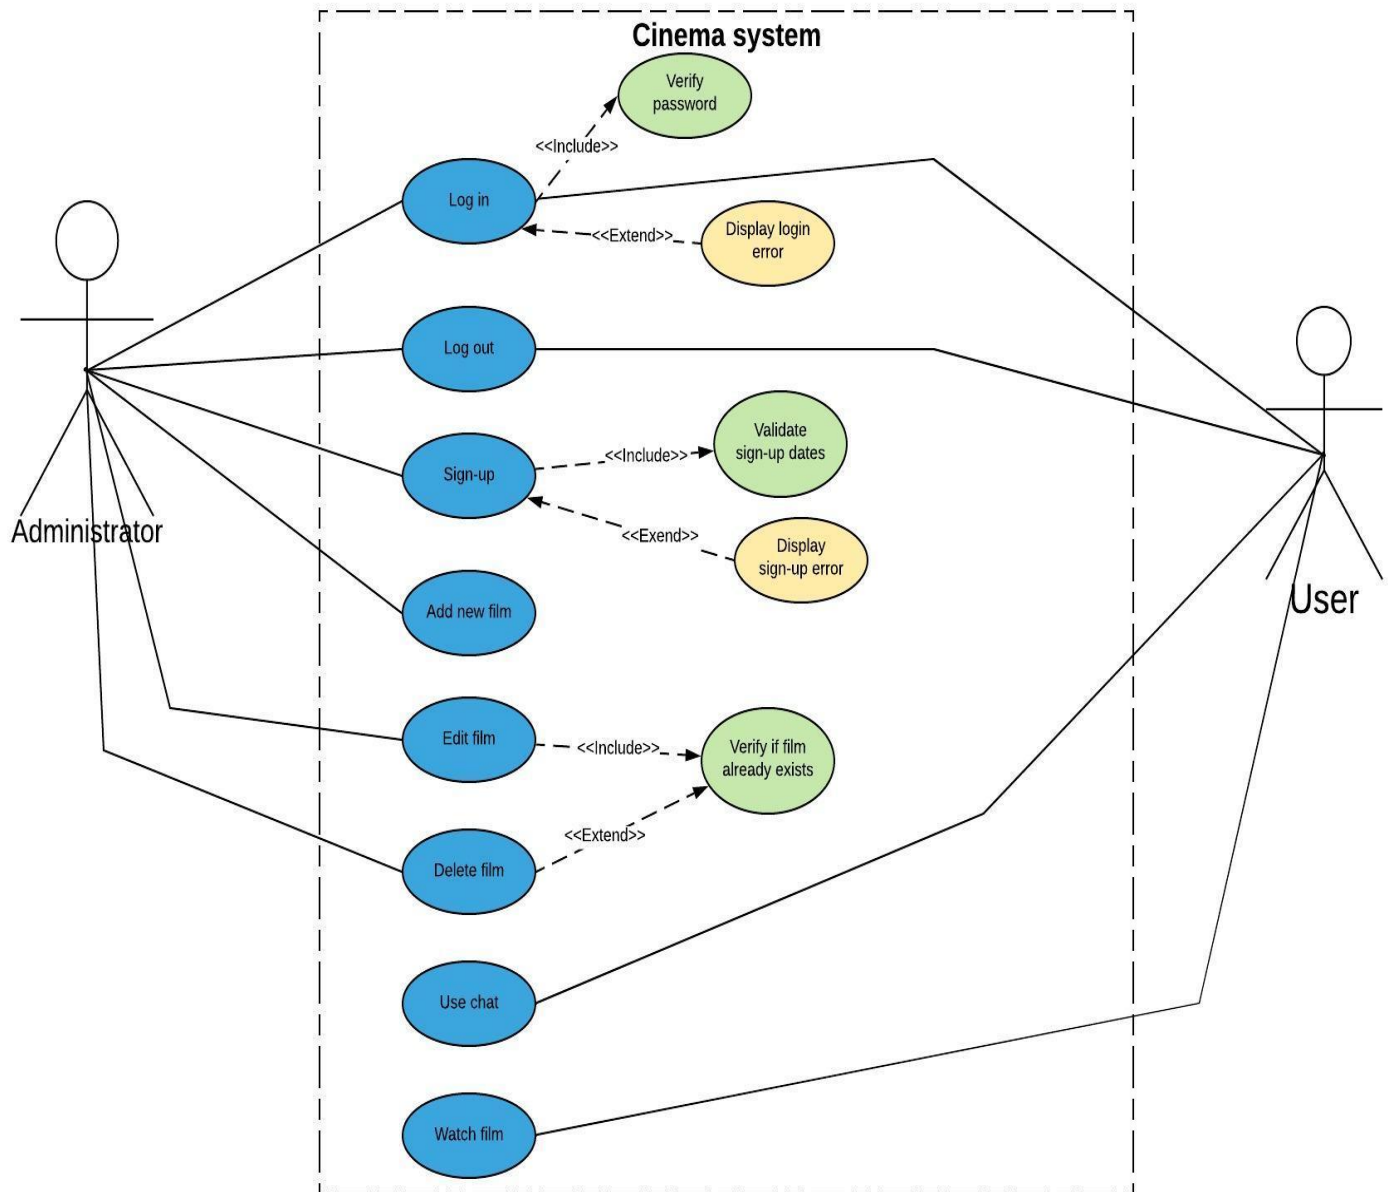 Cinema system
Verify
password
<<Include>>
Log in
Display login
error
<<Extend>>
Log out
Validate
sign-up dates
<<Include>>
Sign-up
<<Exend>>
Display
sign-up error
Administrator
User
Add new film
Edit film
<<Include>>
Verify if film
already exists
<<Extend>>
Delete film
Use chat
Watch film